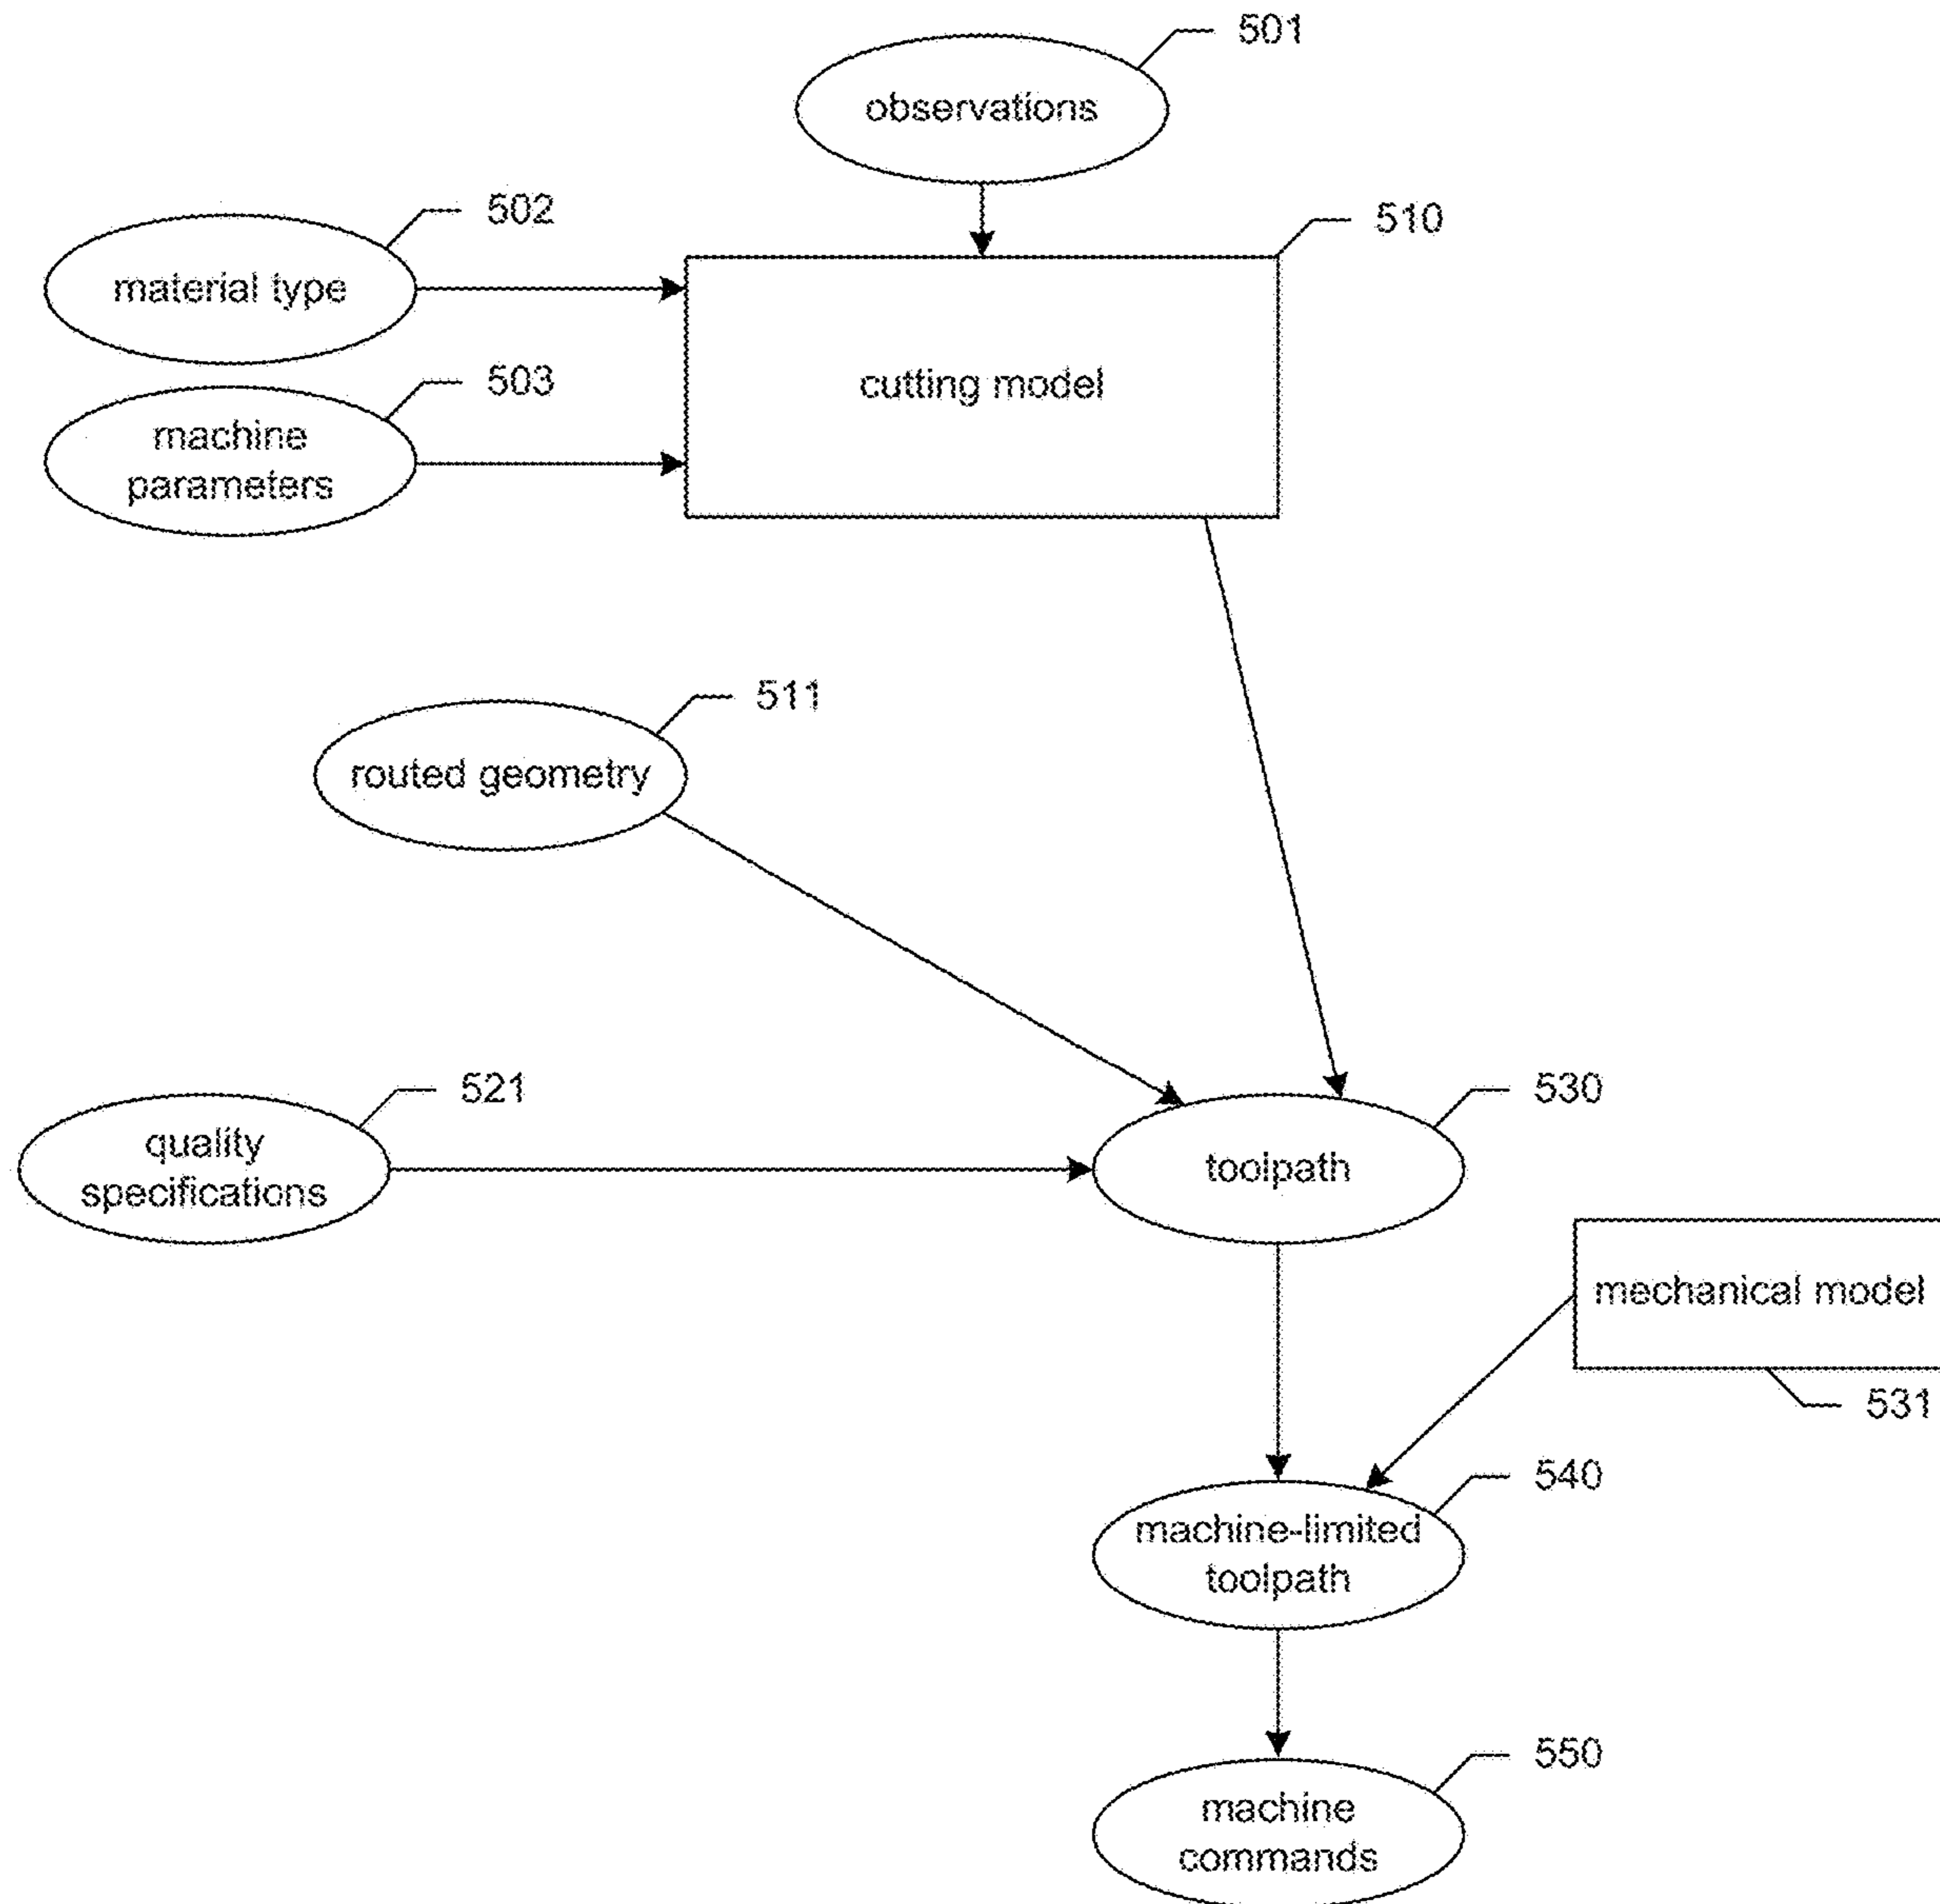 501
observations
502
510
material type
503
cutting model
machine
parameters
511
routed geometry
521
530
quality
specifications
toolpath
mechanical model
531
540
machine-limited
toolpath
550
machine
commands